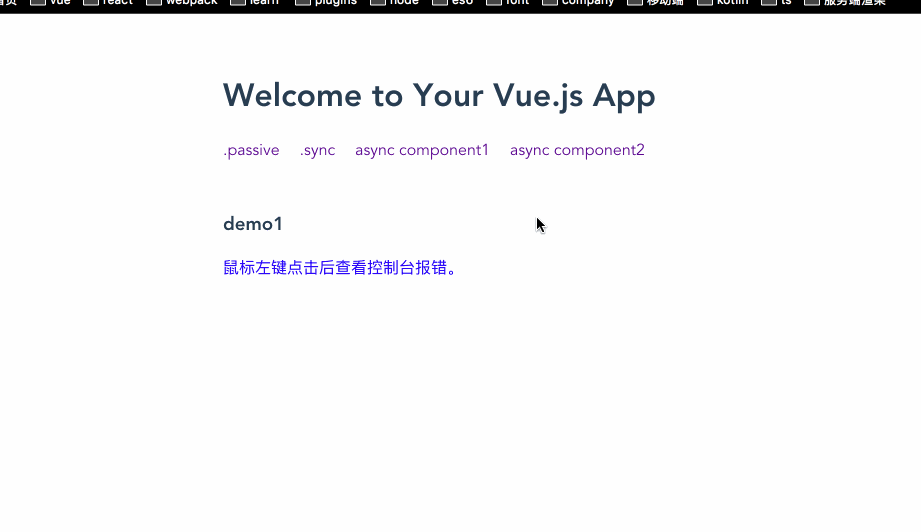 首页 vue react webpack learn plugins node es6 font company 移动端 kotlin ts 服务端渲染
Welcome to Your Vue.js App
.passive .sync async component1 async component2
demo1
鼠标左键点击后查看控制台报错。